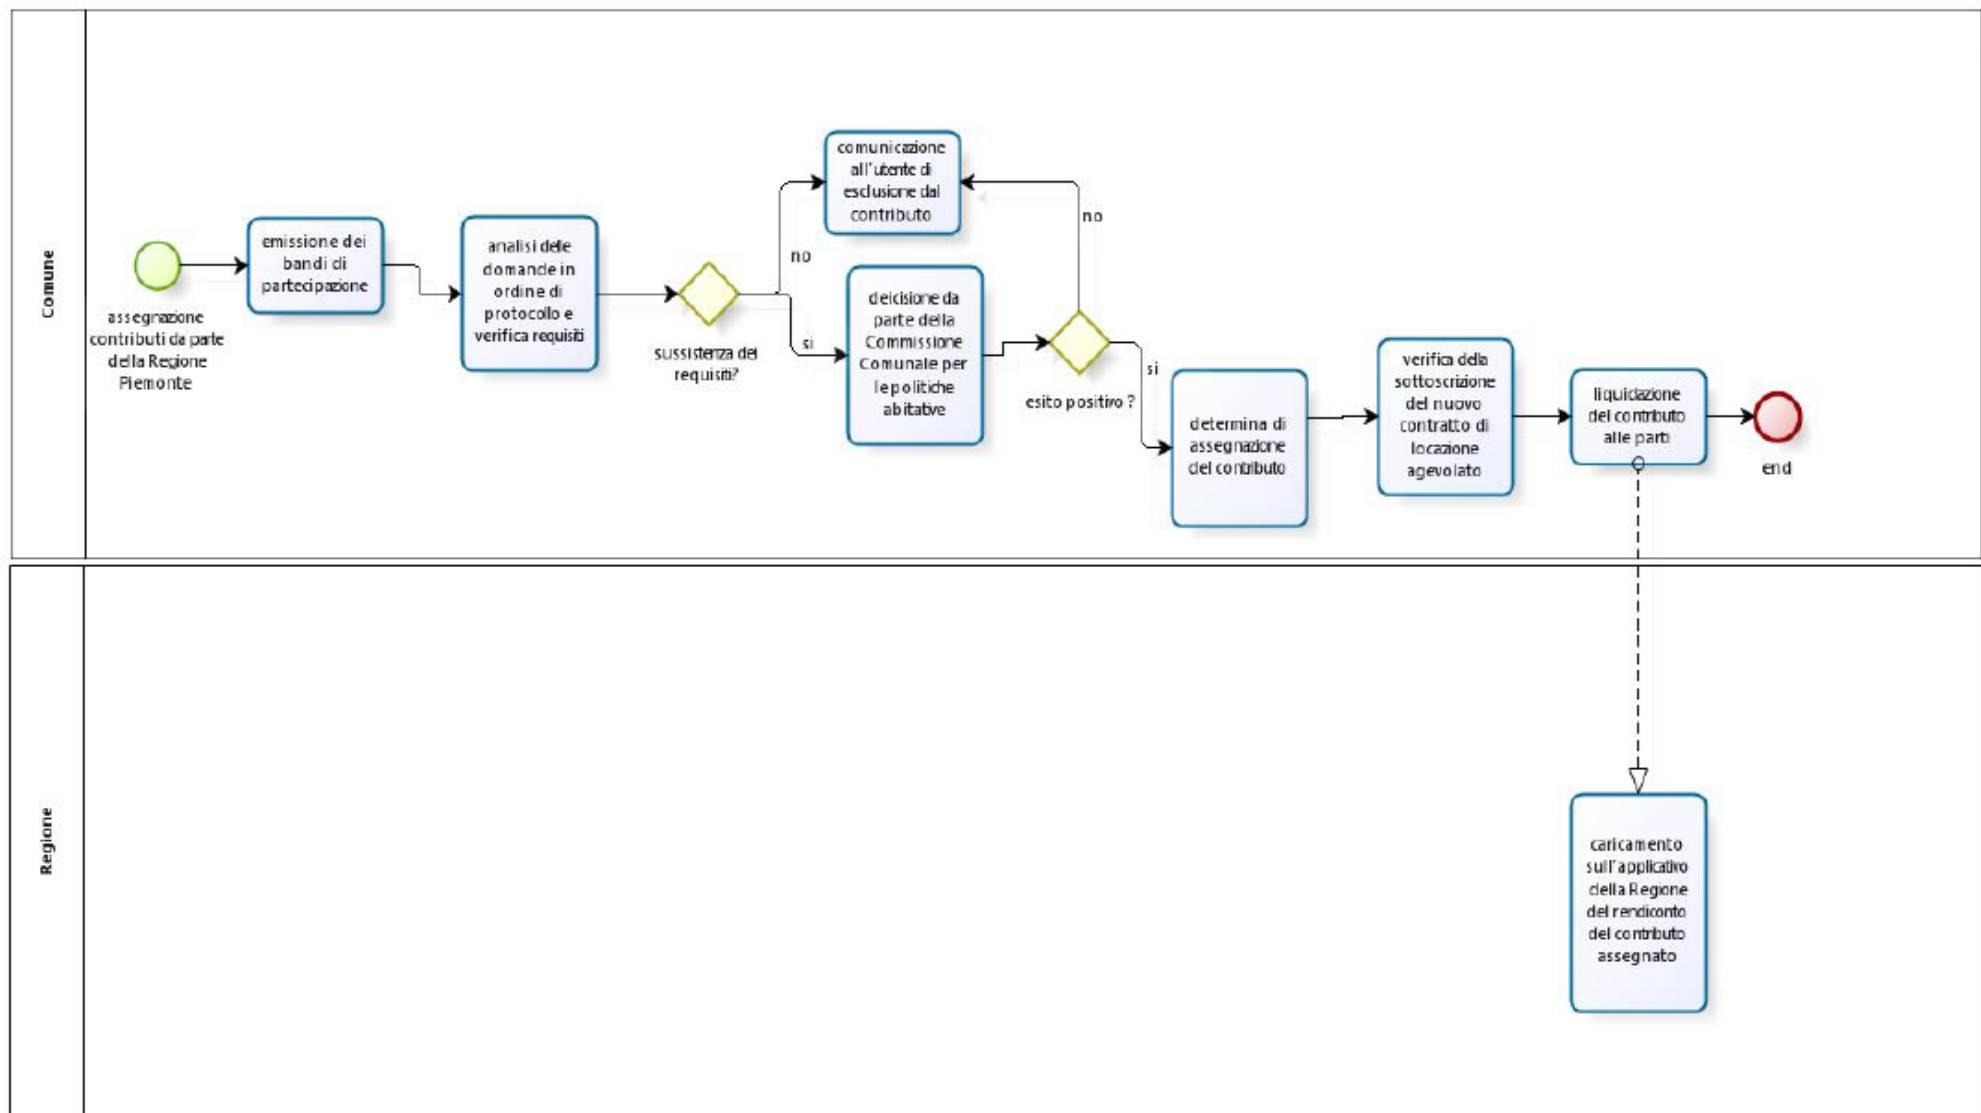 Comune
assegnazione
contributi da parte
della Regione
Piemonte
emissione dei
bandi di
partecipazione
analisi delle
domande in
ordine di
protocollo e
verifica requisiti
sussistenza dei
requisiti?
no
si
comunicazione
all'utente di
esclusione dal
contributo
deicisione da
parte della
Commissione
Comunale per
le politiche
abitative
no
esito positivo ?
si
determina di
assegnazione
del contributo
verifica della
sottoscrizione
del nuovo
contratto di
locazione
agevolato
liquidazione
del contributo
alle parti
end
Regione
caricamento
sull'applicativo
della Regione
del rendiconto
del contributo
assegnato